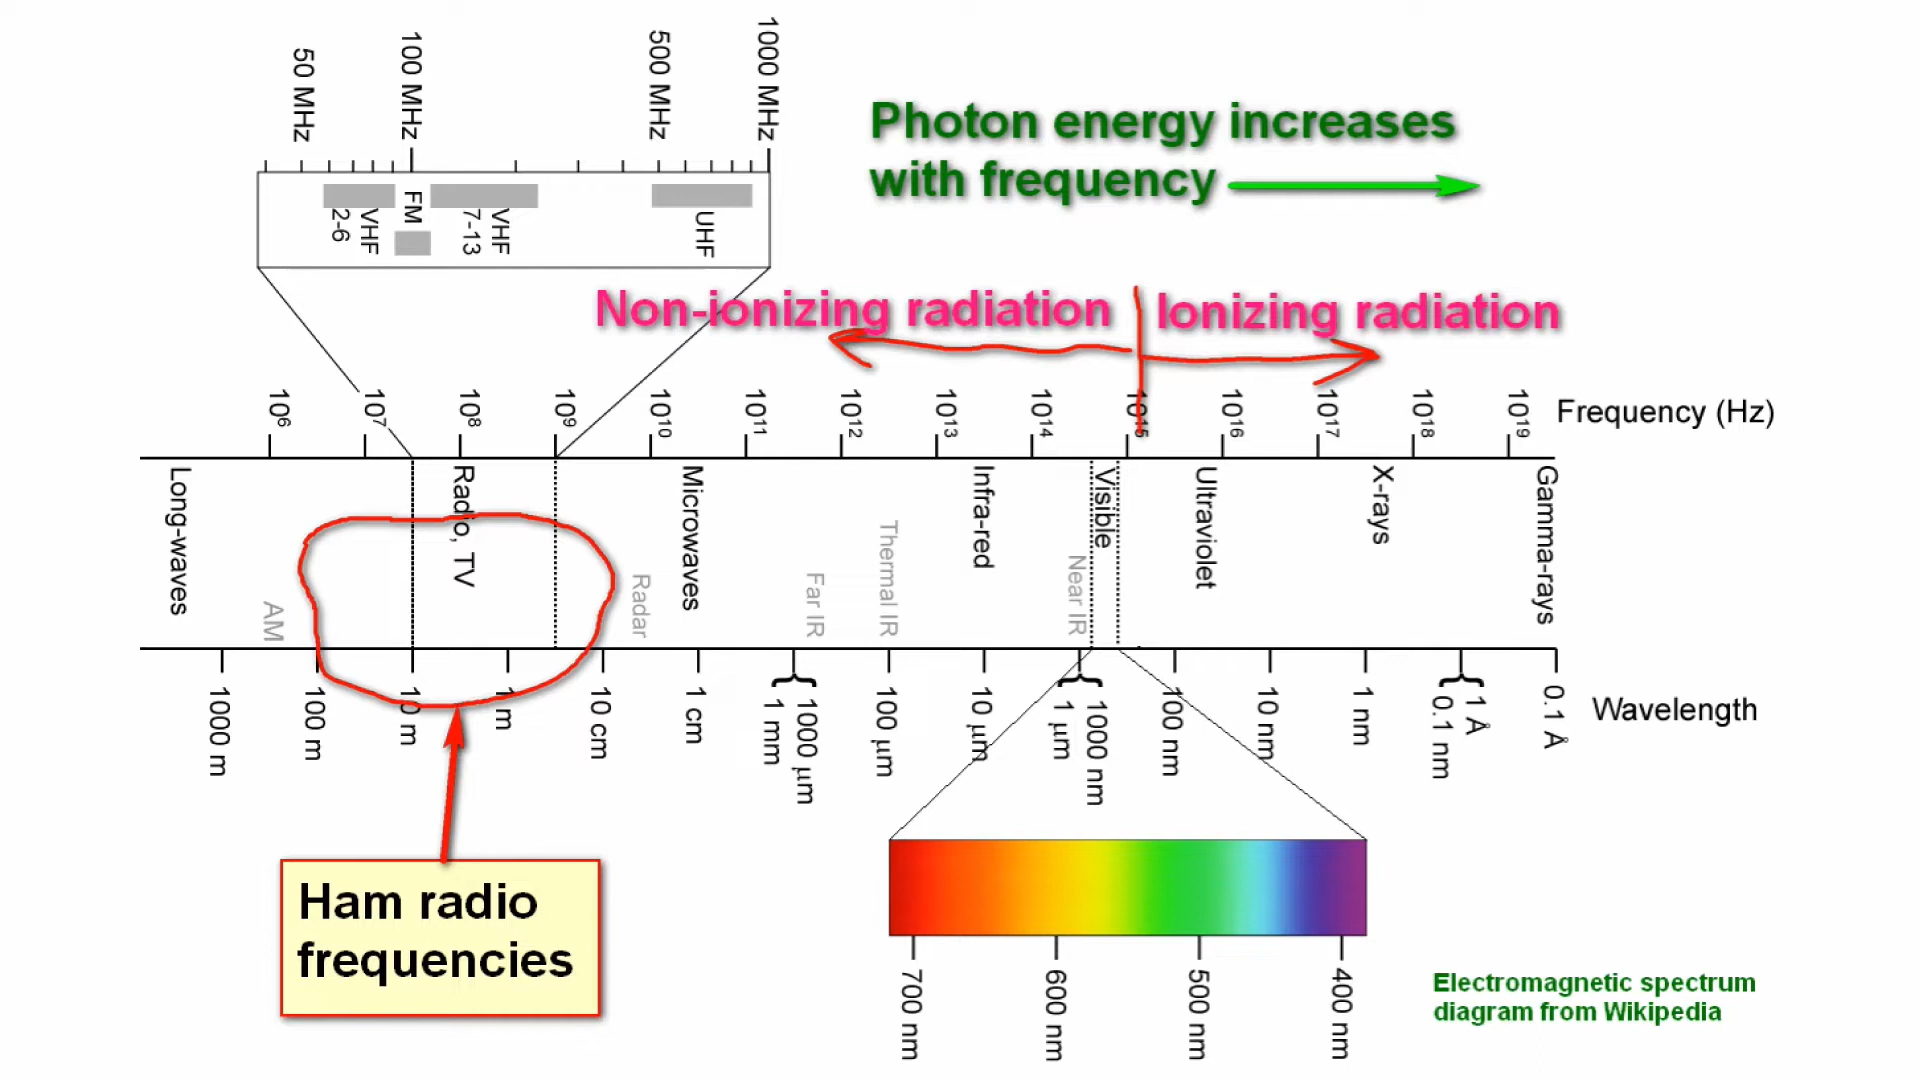 50 MHz
100 MHz
500 MHz
1000 MHz
VHF
2-6
FM
VHF
7-13
UHF
Photon energy increases
with frequency
Non-ionizing radiation
Ionizing radiation
10⁶
10⁷
10⁸
10⁹
10¹⁰
10¹¹
10¹²
10¹³
10¹⁴
10¹⁵
10¹⁶
10¹⁷
10¹⁸
10¹⁹
Frequency (Hz)
Long-waves
AM
Radio, TV
Radar
Microwaves
Far IR
Thermal IR
Infra-red
Near IR
Visible
Ultraviolet
X-rays
Gamma-rays
1000 m
100 m
10 m
1 m
10 cm
1 cm
1000 µm
1 mm
100 µm
10 µm
1000 nm
1 µm
100 nm
10 nm
1 nm
1 Å
0.1 nm
0.1 Å
Wavelength
Ham radio
frequencies
700 nm
600 nm
500 nm
400 nm
Electromagnetic spectrum
diagram from Wikipedia